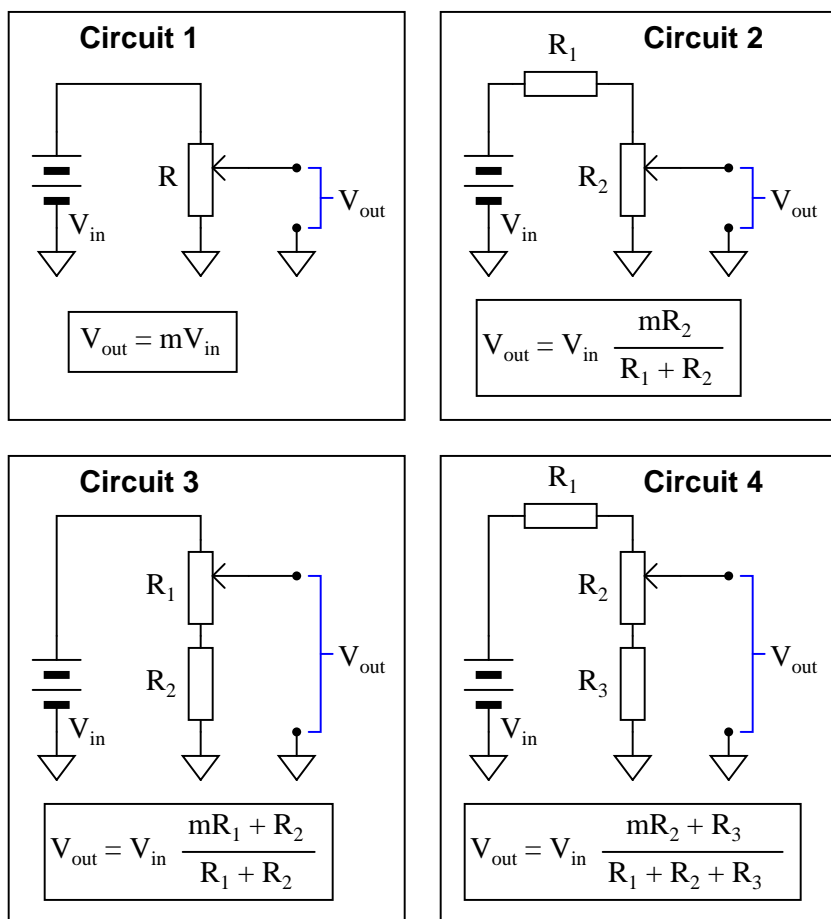 Circuit 1
R
V_in
V_out
V_out = mV_in
Circuit 2
R_1
R_2
V_in
V_out
V_out = V_in mR_2 / (R_1 + R_2)
Circuit 3
R_1
R_2
V_in
V_out
V_out = V_in (mR_1 + R_2) / (R_1 + R_2)
Circuit 4
R_1
R_2
R_3
V_in
V_out
V_out = V_in (mR_2 + R_3) / (R_1 + R_2 + R_3)